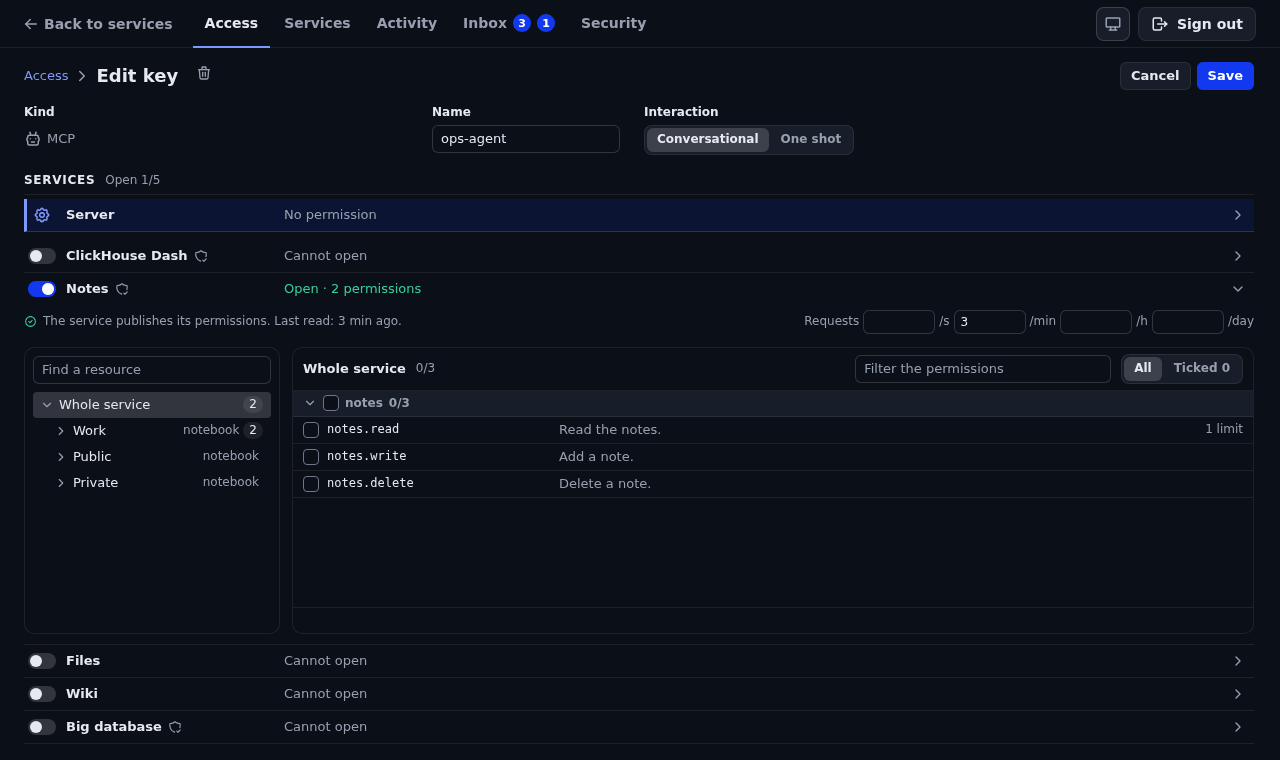 Back to services Access Services Activity Inbox 3 1 Security Sign out
Access Edit key Cancel Save
Kind Name Interaction
MCP ops-agent Conversational One shot
SERVICES Open 1/5
Server No permission
ClickHouse Dash Cannot open
Notes Open · 2 permissions
The service publishes its permissions. Last read: 3 min ago. Requests /s 3 /min /h /day
Find a resource Whole service 0/3 Filter the permissions All Ticked 0
Whole service 2 notes 0/3
Work notebook 2 notes.read Read the notes. 1 limit
Public notebook notes.write Add a note.
Private notebook notes.delete Delete a note.
Files Cannot open
Wiki Cannot open
Big database Cannot open